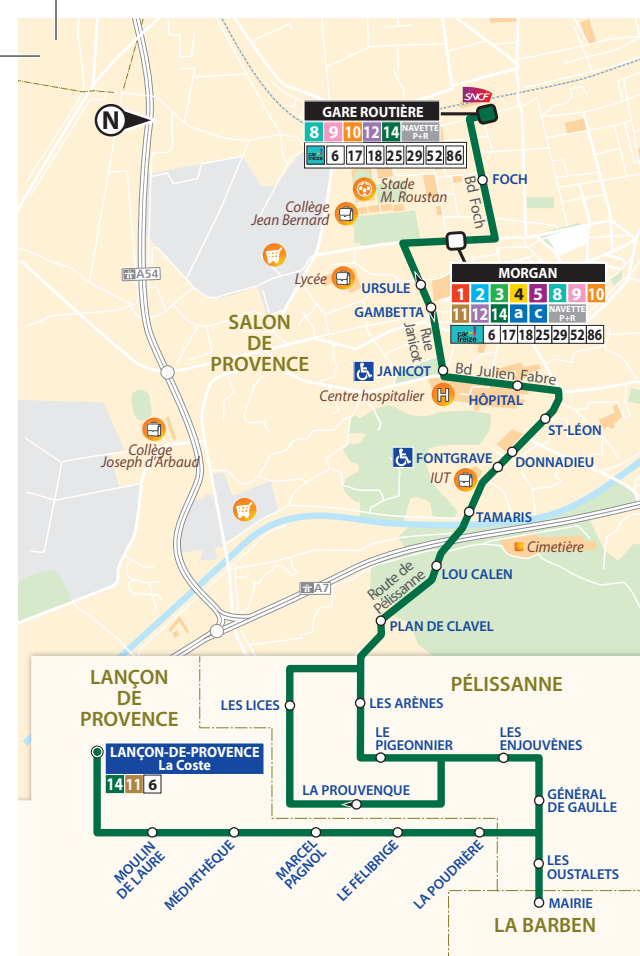 SNCF
GARE ROUTIÈRE
8 9 10 12 14 NAVETTE P+R
car treize 6 17 18 25 29 52 86
N
FOCH
Bd Foch
Stade
M. Roustan
Collège
Jean Bernard
MORGAN
1 2 3 4 5 8 9 10
11 12 14 a c NAVETTE P+R
car treize 6 17 18 25 29 52 86
A54
Lycée
URSULE
GAMBETTA
Rue Janicot
SALON
DE
PROVENCE
JANICOT
Bd Julien Fabre
Centre hospitalier
H
HÔPITAL
ST-LÉON
Collège
Joseph d'Arbaud
FONTGRAVE
DONNADIEU
IUT
TAMARIS
Cimetière
LOU CALEN
A7
Route de
Pélissanne
PLAN DE CLAVEL
LANÇON
DE
PROVENCE
PÉLISSANNE
LES LICES
LES ARÈNES
LE
PIGEONNIER
LES
ENJOUVÈNES
LANÇON-DE-PROVENCE
La Coste
14 11 6
LA PROUVENQUE
GÉNÉRAL
DE GAULLE
MOULIN
DE LAURE
MÉDIATHÈQUE
MARCEL
PAGNOL
LE FÉLIBRIGE
LA POUDRIÈRE
LES
OUSTALETS
MAIRIE
LA BARBEN